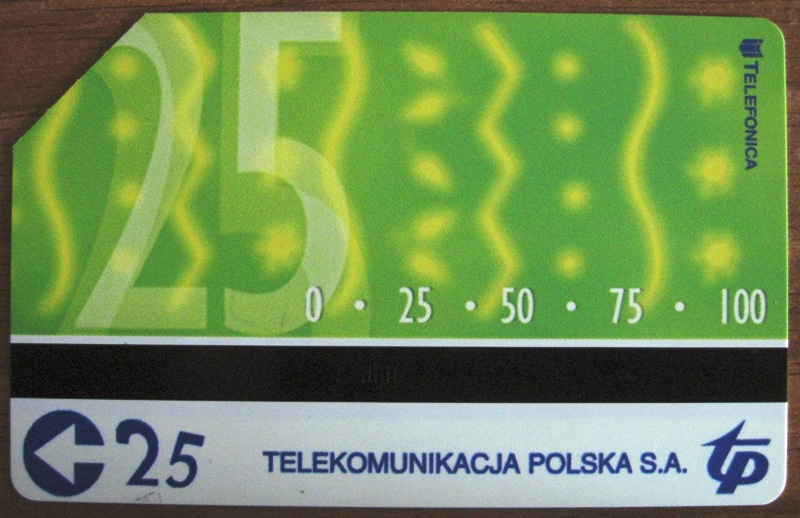 25
TELEFONICA
0 • 25 • 50 • 75 • 100
25 TELEKOMUNIKACJA POLSKA S.A. tp